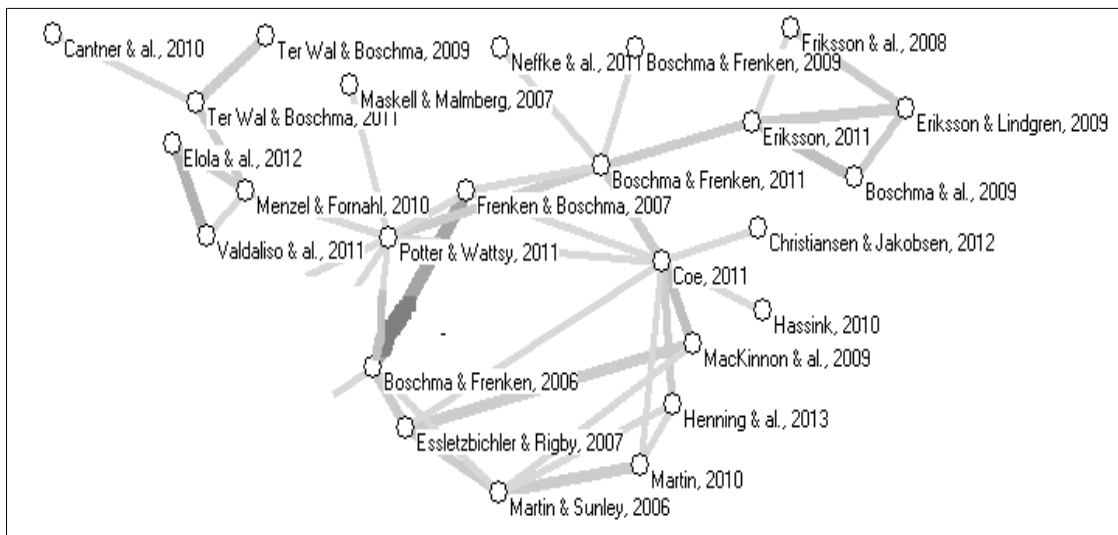 Cantner & al., 2010
Ter Wal & Boschma, 2009
Neffke & al., 2011
Boschma & Frenken, 2009
Friksson & al., 2008
Maskell & Malmberg, 2007
Ter Wal & Boschma, 2011
Eriksson, 2011
Eriksson & Lindgren, 2009
Elola & al., 2012
Boschma & Frenken, 2011
Boschma & al., 2009
Menzel & Fornahl, 2010
Frenken & Boschma, 2007
Valdaliso & al., 2011
Potter & Wattsy, 2011
Christiansen & Jakobsen, 2012
Coe, 2011
Hassink, 2010
MacKinnon & al., 2009
Boschma & Frenken, 2006
Henning & al., 2013
Essletzbichler & Rigby, 2007
Martin, 2010
Martin & Sunley, 2006